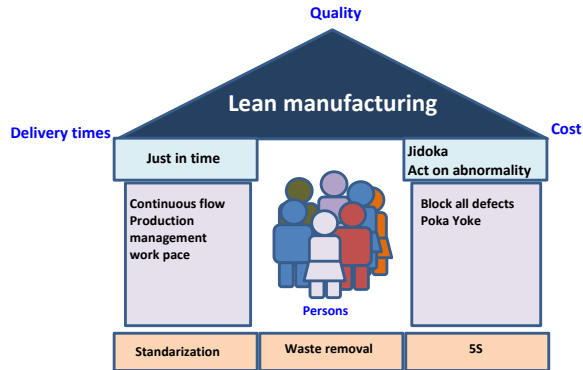 Quality
Lean manufacturing
Delivery times
Cost
Just in time
Jidoka
Act on abnormality
Continuous flow
Production
management
work pace
Block all defects
Poka Yoke
Persons
Standarization
Waste removal
5S